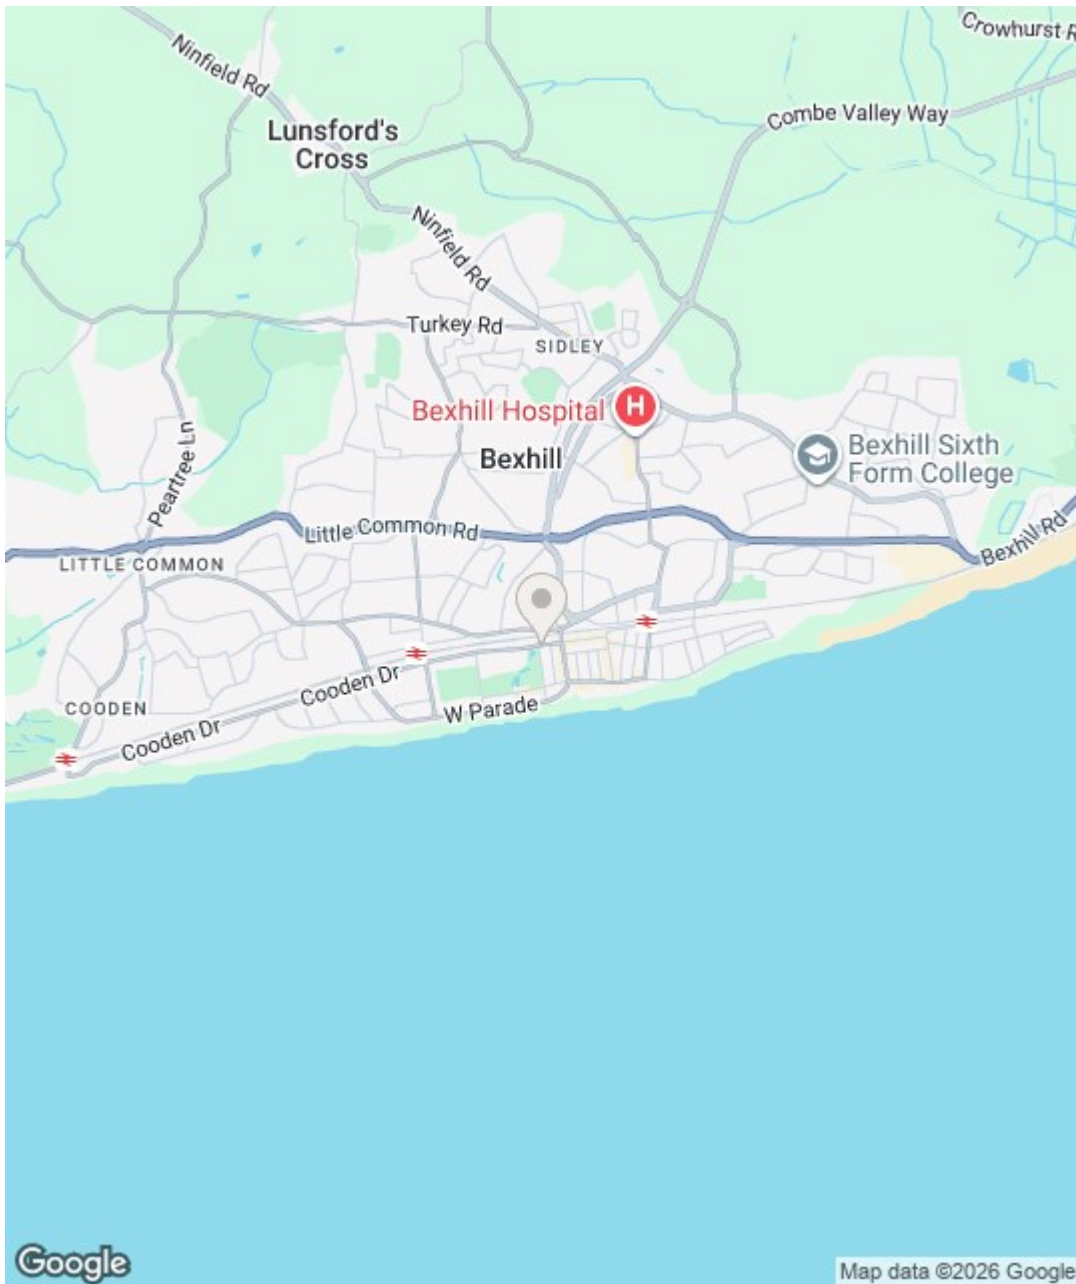 Crowhurst R
Ninfield Rd
Combe Valley Way
Lunsford's
Cross
Ninfield Rd
Turkey Rd
SIDLEY
Bexhill Hospital
H
Bexhill
Bexhill Sixth
Form College
Peartree Ln
Little Common Rd
Bexhill Rd
LITTLE COMMON
Cooden Dr
W Parade
COODEN
Cooden Dr
Google
Map data ©2026 Google